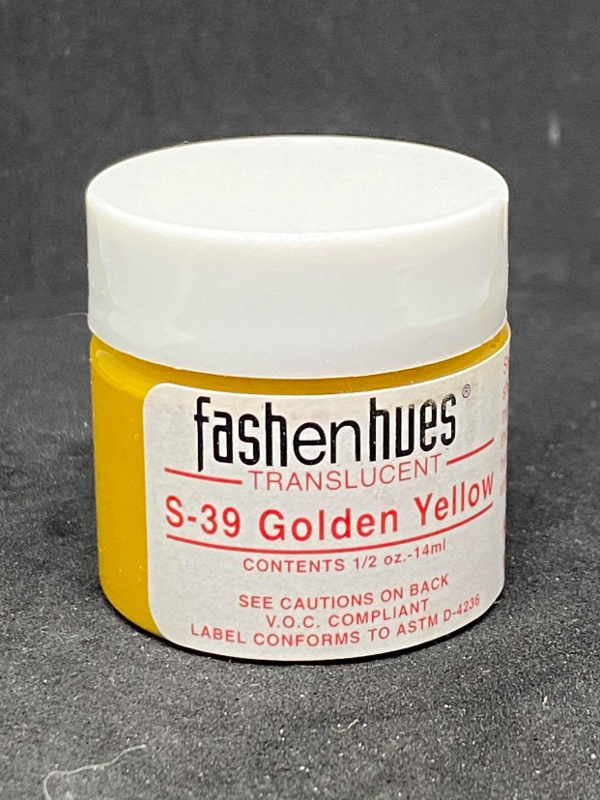 fashenhues®
TRANSLUCENT
S-39 Golden Yellow
CONTENTS 1/2 oz.-14ml
SEE CAUTIONS ON BACK
V.O.C. COMPLIANT
LABEL CONFORMS TO ASTM D-4236